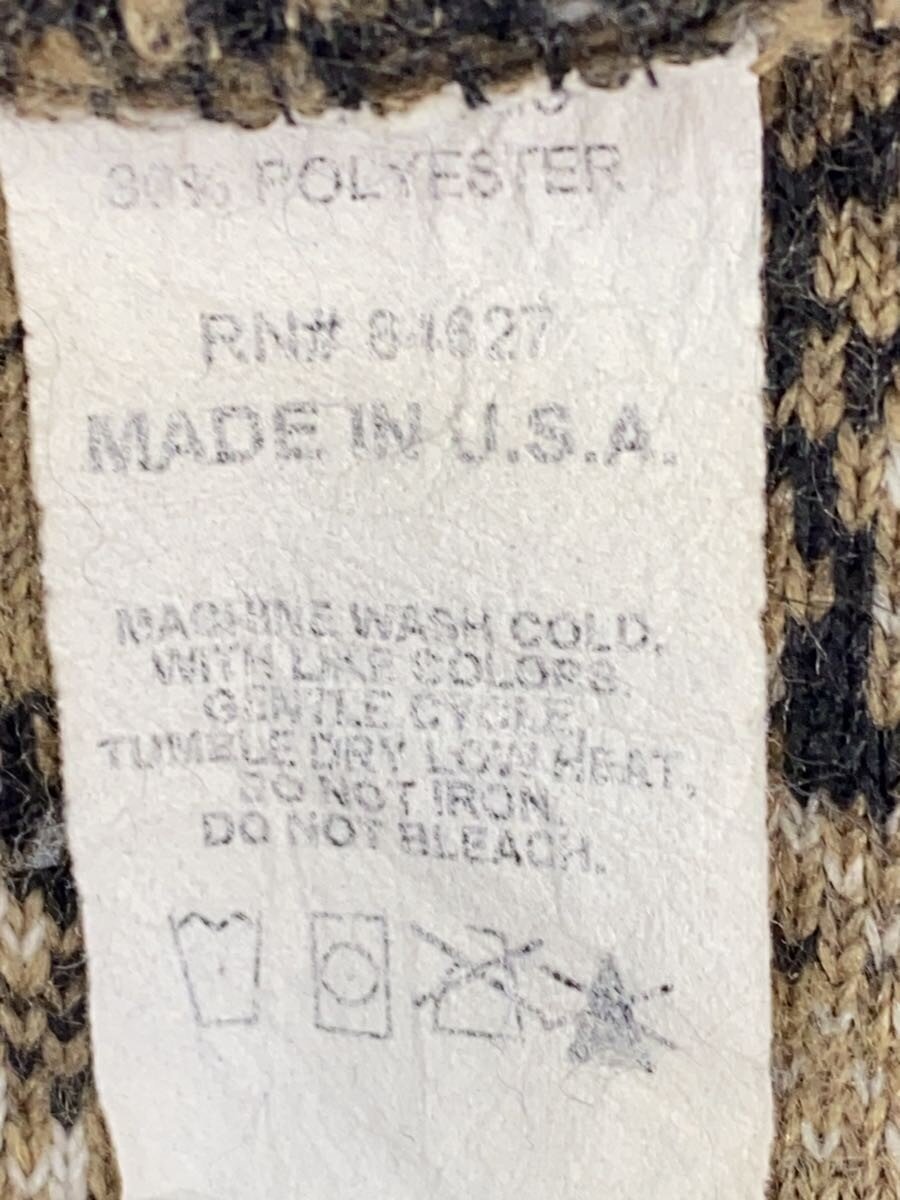 30% POLYESTER
RN# 84627
MADE IN U.S.A.
MACHINE WASH COLD,
WITH LIKE COLORS.
GENTLE CYCLE,
TUMBLE DRY LOW HEAT,
DO NOT IRON,
DO NOT BLEACH.